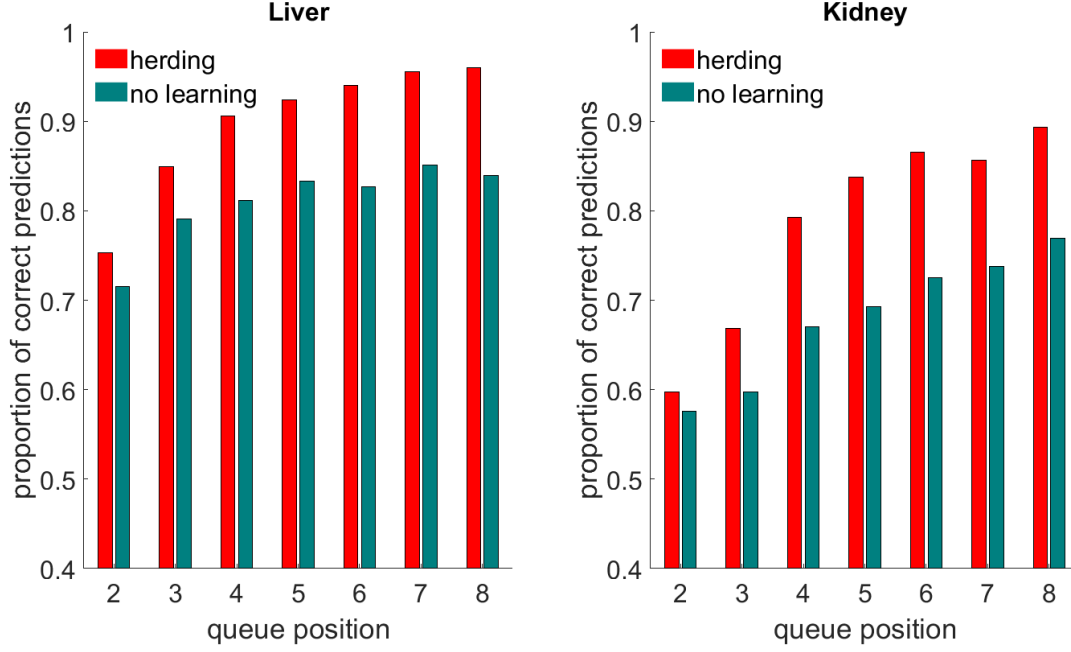 Liver
herding
no learning
proportion of correct predictions
1
0.9
0.8
0.7
0.6
0.5
0.4
2 3 4 5 6 7 8
queue position
Kidney
herding
no learning
proportion of correct predictions
1
0.9
0.8
0.7
0.6
0.5
0.4
2 3 4 5 6 7 8
queue position